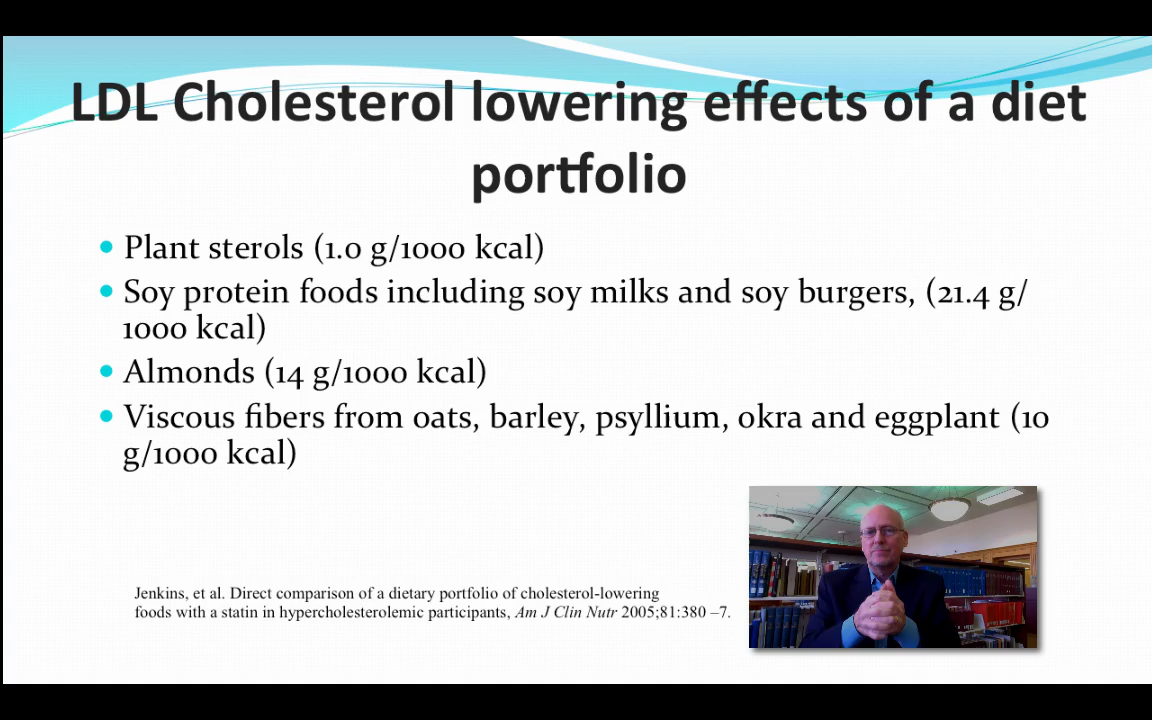 LDL Cholesterol lowering effects of a diet
portfolio
Plant sterols (1.0 g/1000 kcal)
Soy protein foods including soy milks and soy burgers, (21.4 g/
1000 kcal)
Almonds (14 g/1000 kcal)
Viscous fibers from oats, barley, psyllium, okra and eggplant (10
g/1000 kcal)
Jenkins, et al. Direct comparison of a dietary portfolio of cholesterol-lowering
foods with a statin in hypercholesterolemic participants, Am J Clin Nutr 2005;81:380 –7.